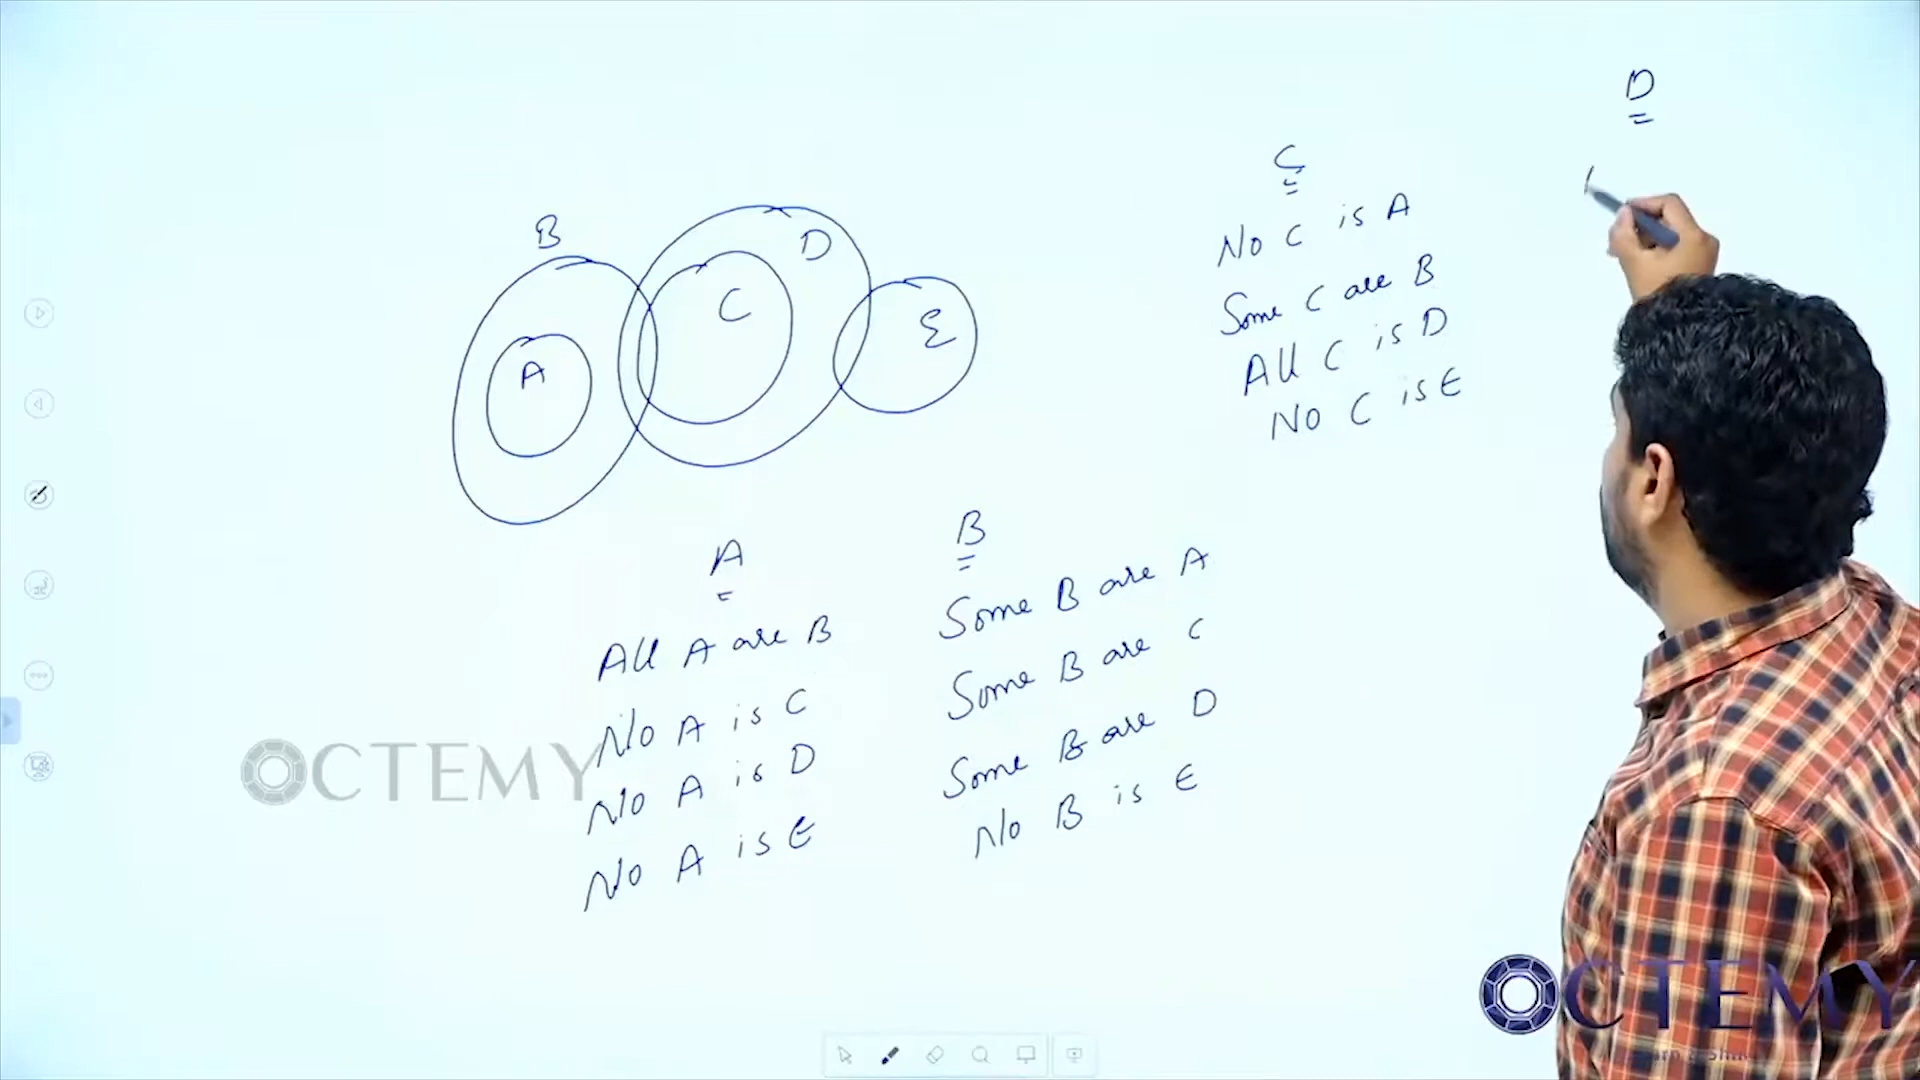 B
D
C
A
E
A
All A are B
No A is C
No A is D
No A is E
B
Some B are A
Some B are C
Some B are D
No B is E
C
No C is A
Some C are B
All C is D
No C is E
D
OCTEMY
OCTEMY